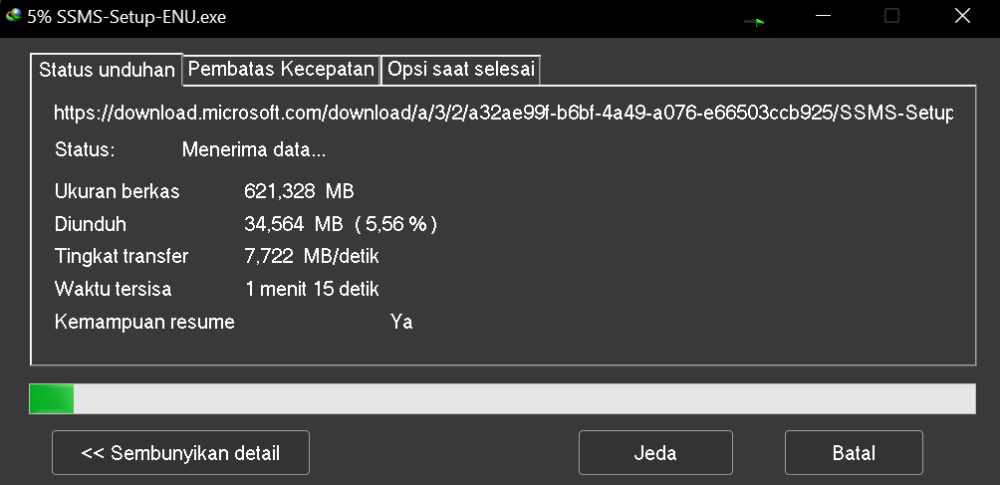 5% SSMS-Setup-ENU.exe
Status unduhan Pembatas Kecepatan Opsi saat selesai
https://download.microsoft.com/download/a/3/2/a32ae99f-b6bf-4a49-a076-e66503ccb925/SSMS-Setup
Status: Menerima data...
Ukuran berkas 621,328 MB
Diunduh 34,564 MB ( 5,56 % )
Tingkat transfer 7,722 MB/detik
Waktu tersisa 1 menit 15 detik
Kemampuan resume Ya
<< Sembunyikan detail Jeda Batal